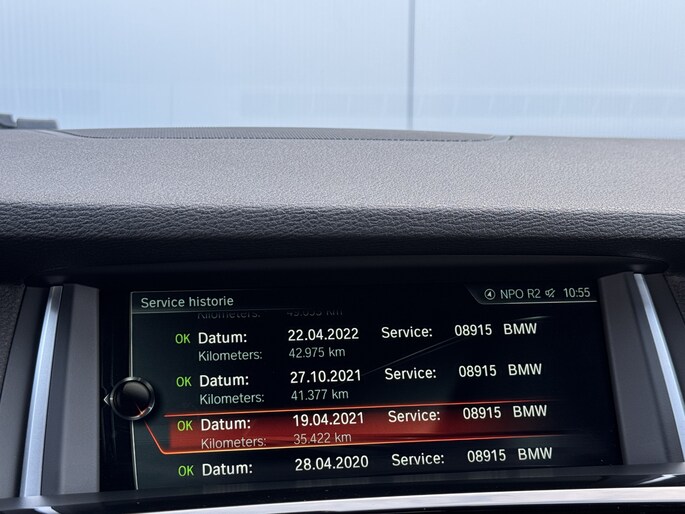 Service historie
NPO R2 10:55
Kilometers:
OK Datum: 22.04.2022 Service: 08915 BMW
Kilometers: 42.975 km
OK Datum: 27.10.2021 Service: 08915 BMW
Kilometers: 41.377 km
OK Datum: 19.04.2021 Service: 08915 BMW
Kilometers: 35.422 km
OK Datum: 28.04.2020 Service: 08915 BMW